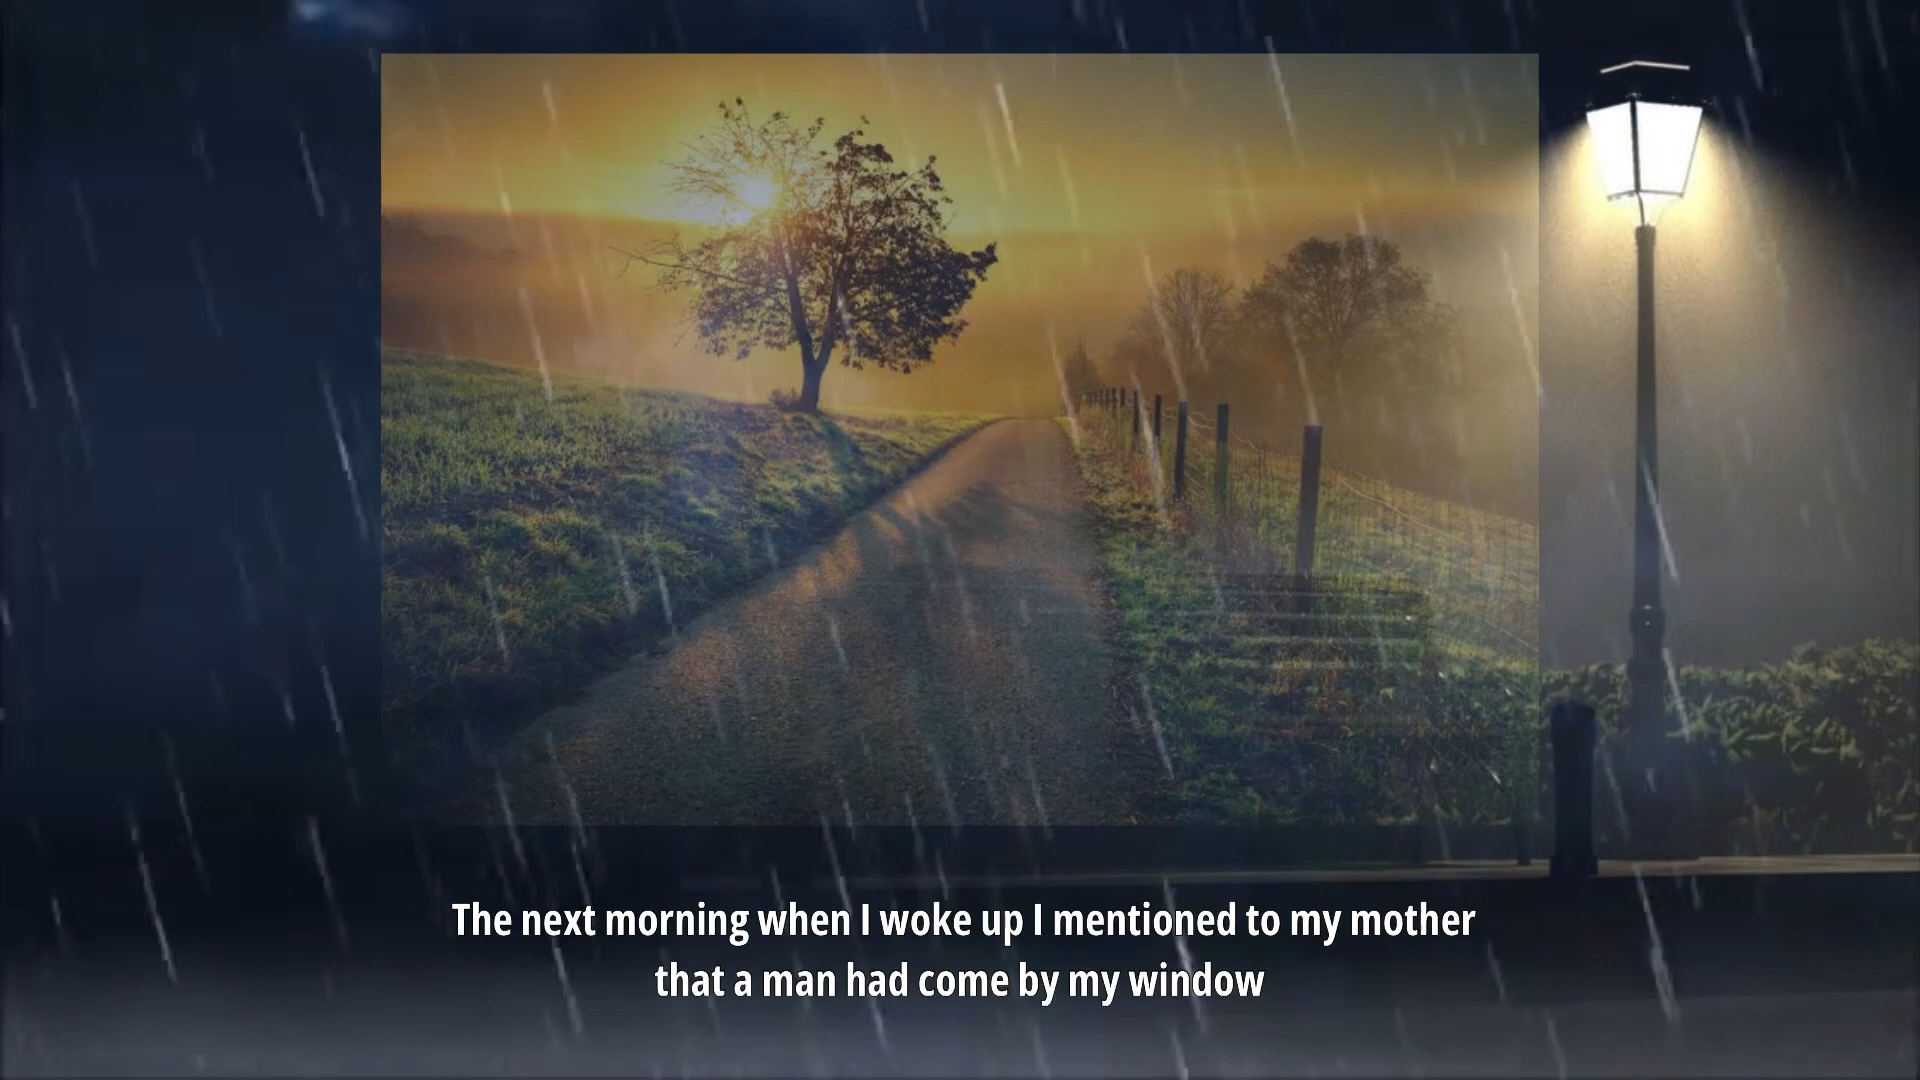 The next morning when I woke up I mentioned to my mother
that a man had come by my window